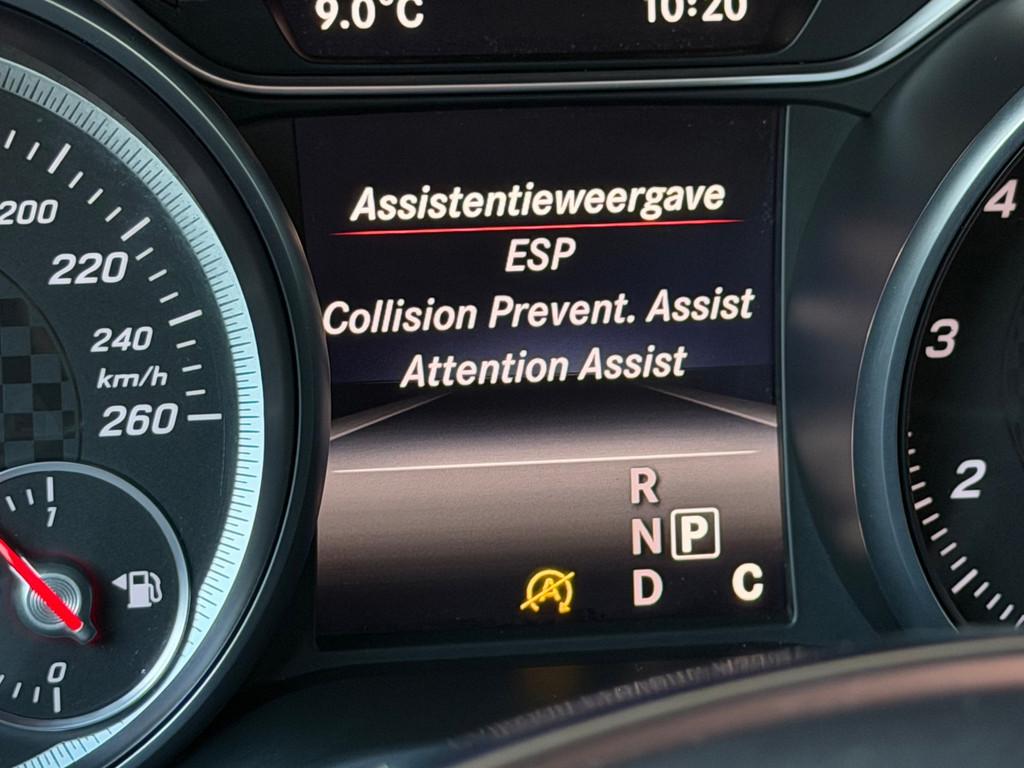 9.0°C 10:20
Assistentieweergave
ESP
Collision Prevent. Assist
Attention Assist
R
N P
D C
A
200
220
240
km/h
260
1
0
4
3
2